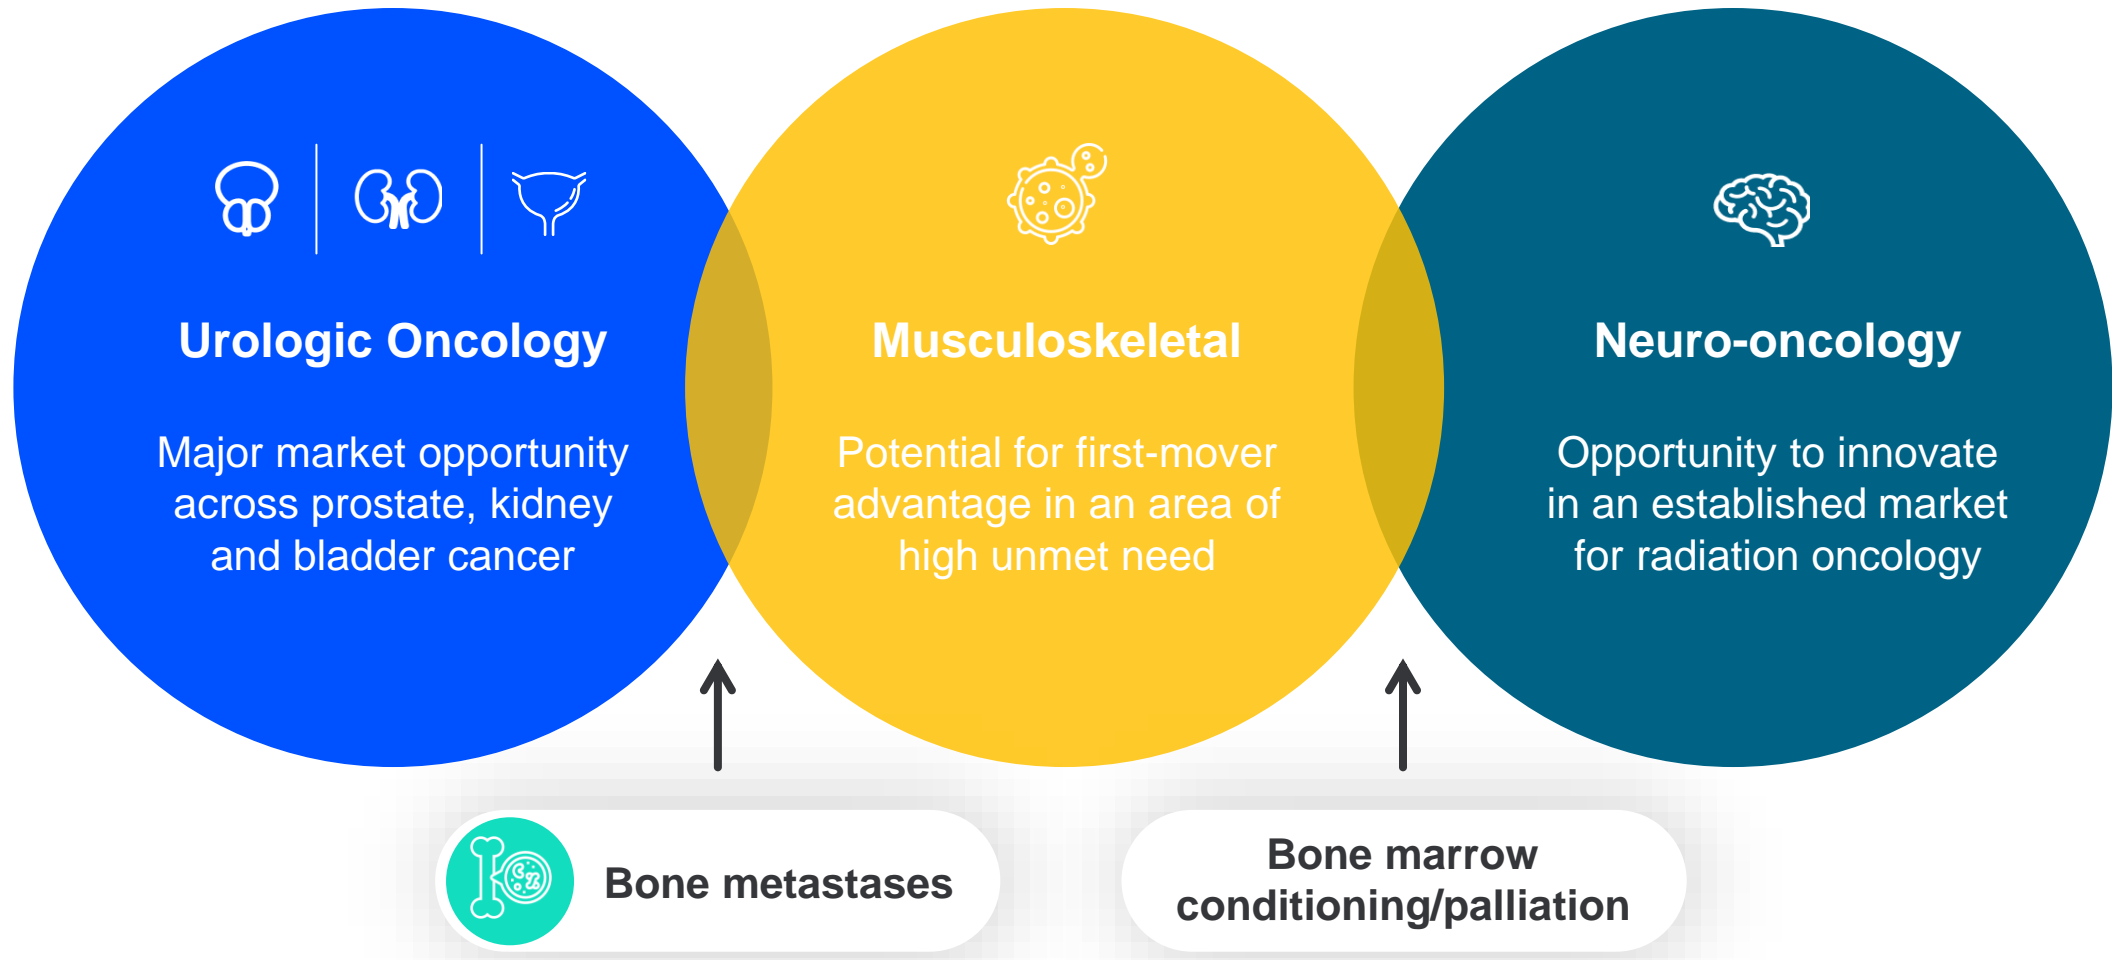 Urologic Oncology
Major market opportunity
across prostate, kidney
and bladder cancer
Musculoskeletal
Potential for first-mover
advantage in an area of
high unmet need
Neuro-oncology
Opportunity to innovate
in an established market
for radiation oncology
Bone metastases
Bone marrow
conditioning/palliation